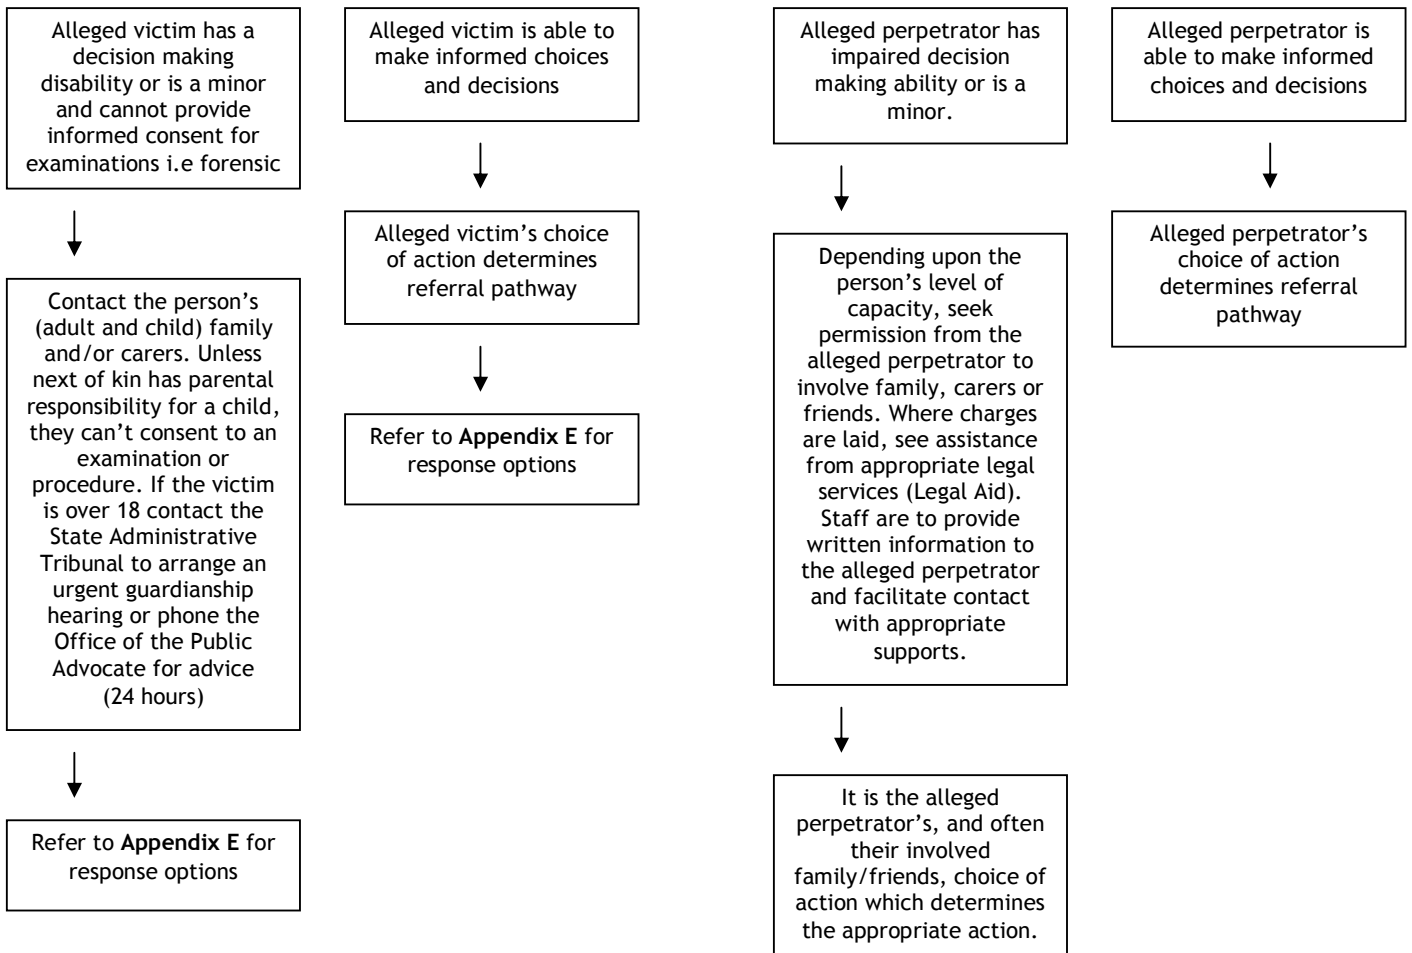 Alleged victim has a
decision making
disability or is a minor
and cannot provide
informed consent for
examinations i.e forensic
Contact the person’s
(adult and child) family
and/or carers. Unless
next of kin has parental
responsibility for a child,
they can’t consent to an
examination or
procedure. If the victim
is over 18 contact the
State Administrative
Tribunal to arrange an
urgent guardianship
hearing or phone the
Office of the Public
Advocate for advice
(24 hours)
Refer to Appendix E for
response options
Alleged victim is able to
make informed choices
and decisions
Alleged victim’s choice
of action determines
referral pathway
Refer to Appendix E for
response options
Alleged perpetrator has
impaired decision
making ability or is a
minor.
Depending upon the
person’s level of
capacity, seek
permission from the
alleged perpetrator to
involve family, carers or
friends. Where charges
are laid, see assistance
from appropriate legal
services (Legal Aid).
Staff are to provide
written information to
the alleged perpetrator
and facilitate contact
with appropriate
supports.
It is the alleged
perpetrator’s, and often
their involved
family/friends, choice of
action which determines
the appropriate action.
Alleged perpetrator is
able to make informed
choices and decisions
Alleged perpetrator’s
choice of action
determines referral
pathway